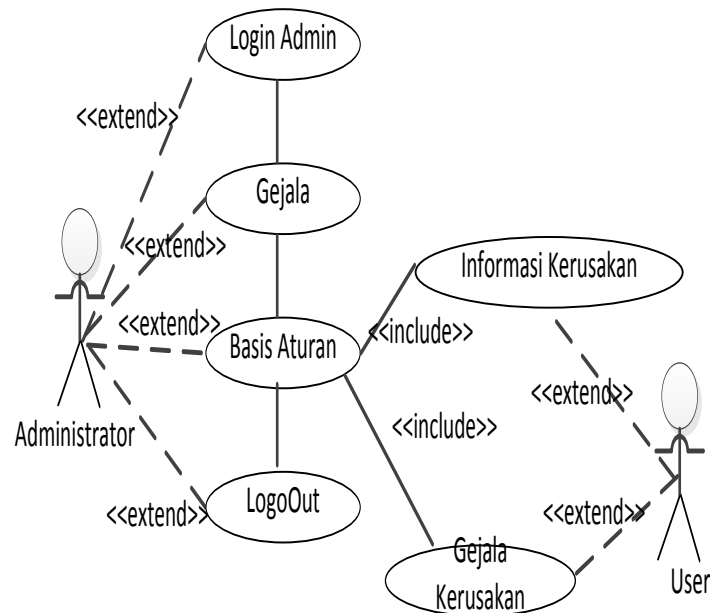 Login Admin
<<extend>>
Gejala
<<extend>>
Informasi Kerusakan
<<extend>>
Basis Aturan
<<include>>
<<extend>>
<<include>>
Administrator
LogoOut
<<extend>>
<<extend>>
Gejala
Kerusakan
User